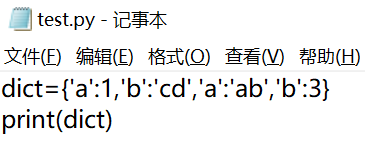 test.py - 记事本
文件(F) 编辑(E) 格式(O) 查看(V) 帮助(H)
dict={'a':1,'b':'cd','a':'ab','b':3}
print(dict)